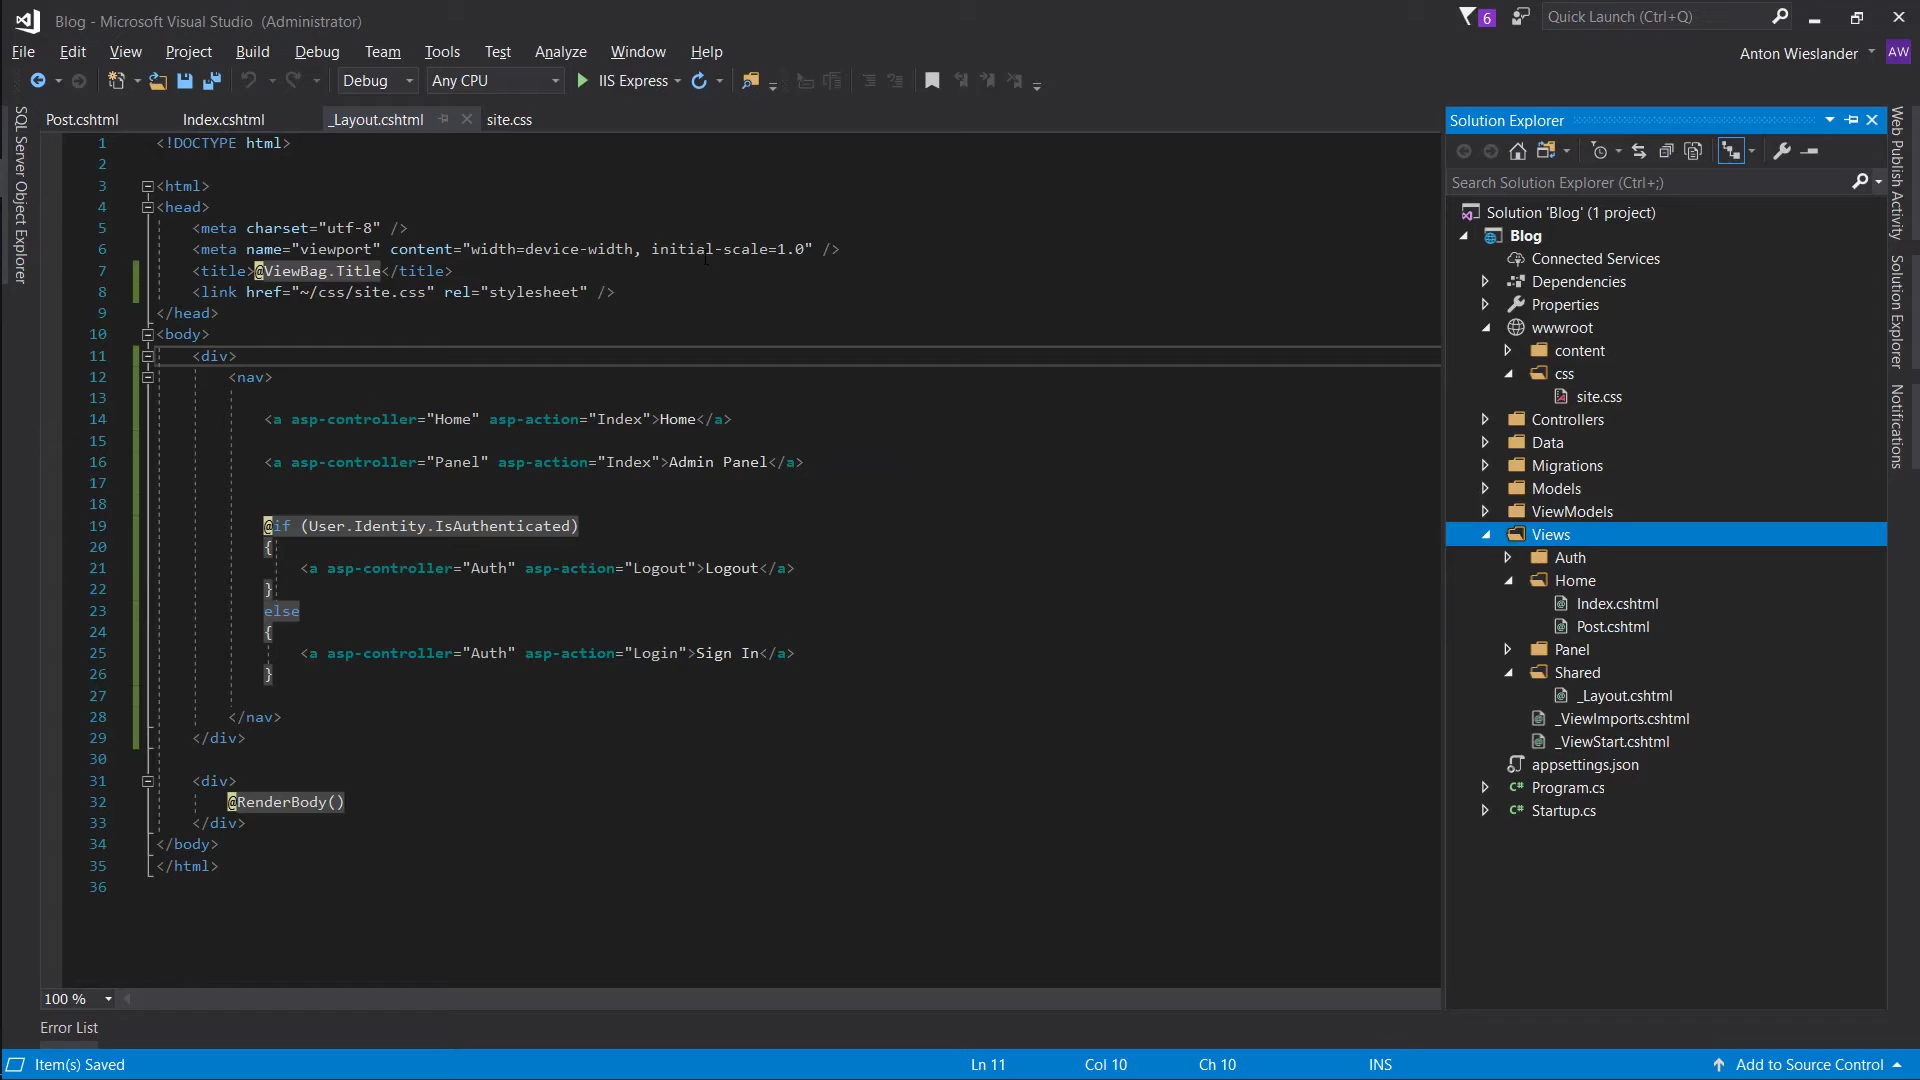 Blog - Microsoft Visual Studio (Administrator)
6
Quick Launch (Ctrl+Q)
File Edit View Project Build Debug Team Tools Test Analyze Window Help
Anton Wieslander AW
Debug Any CPU IIS Express
SQL Server Object Explorer
Post.cshtml Index.cshtml _Layout.cshtml site.css
1 <!DOCTYPE html>
2
3 <html>
4 <head>
5 <meta charset="utf-8" />
6 <meta name="viewport" content="width=device-width, initial-scale=1.0" />
7 <title>@ViewBag.Title</title>
8 <link href="~/css/site.css" rel="stylesheet" />
9 </head>
10 <body>
11 <div>
12 <nav>
13
14 <a asp-controller="Home" asp-action="Index">Home</a>
15
16 <a asp-controller="Panel" asp-action="Index">Admin Panel</a>
17
18
19 @if (User.Identity.IsAuthenticated)
20 {
21 <a asp-controller="Auth" asp-action="Logout">Logout</a>
22 }
23 else
24 {
25 <a asp-controller="Auth" asp-action="Login">Sign In</a>
26 }
27
28 </nav>
29 </div>
30
31 <div>
32 @RenderBody()
33 </div>
34 </body>
35 </html>
36
100 %
Solution Explorer
Search Solution Explorer (Ctrl+;)
Solution 'Blog' (1 project)
Blog
Connected Services
Dependencies
Properties
wwwroot
content
css
site.css
Controllers
Data
Migrations
Models
ViewModels
Views
Auth
Home
Index.cshtml
Post.cshtml
Panel
Shared
_Layout.cshtml
_ViewImports.cshtml
_ViewStart.cshtml
appsettings.json
C# Program.cs
C# Startup.cs
Web Publish Activity
Solution Explorer
Notifications
Error List
Item(s) Saved Ln 11 Col 10 Ch 10 INS Add to Source Control